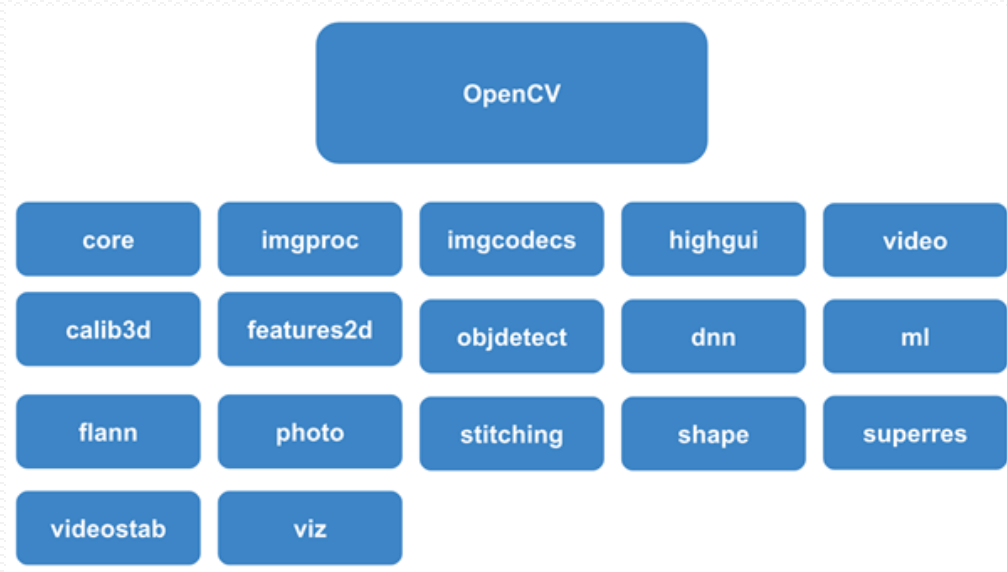 OpenCV
core imgproc imgcodecs highgui video
calib3d features2d objdetect dnn ml
flann photo stitching shape superres
videostab viz